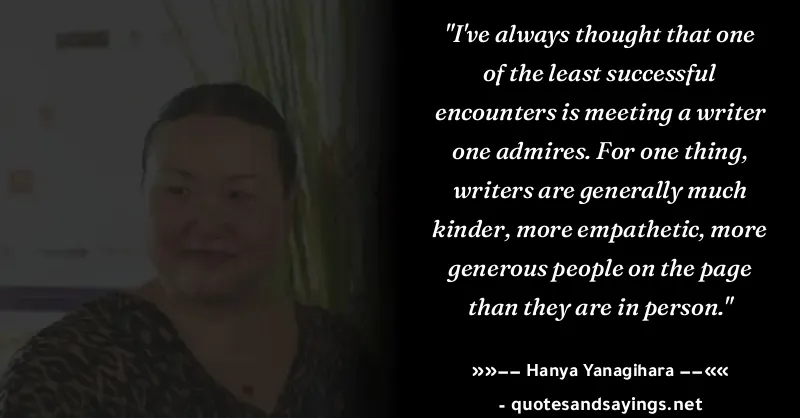 "I've always thought that one
of the least successful
encounters is meeting a writer
one admires. For one thing,
writers are generally much
kinder, more empathetic, more
generous people on the page
than they are in person."
»»-- Hanya Yanagihara --««
- quotesandsayings.net